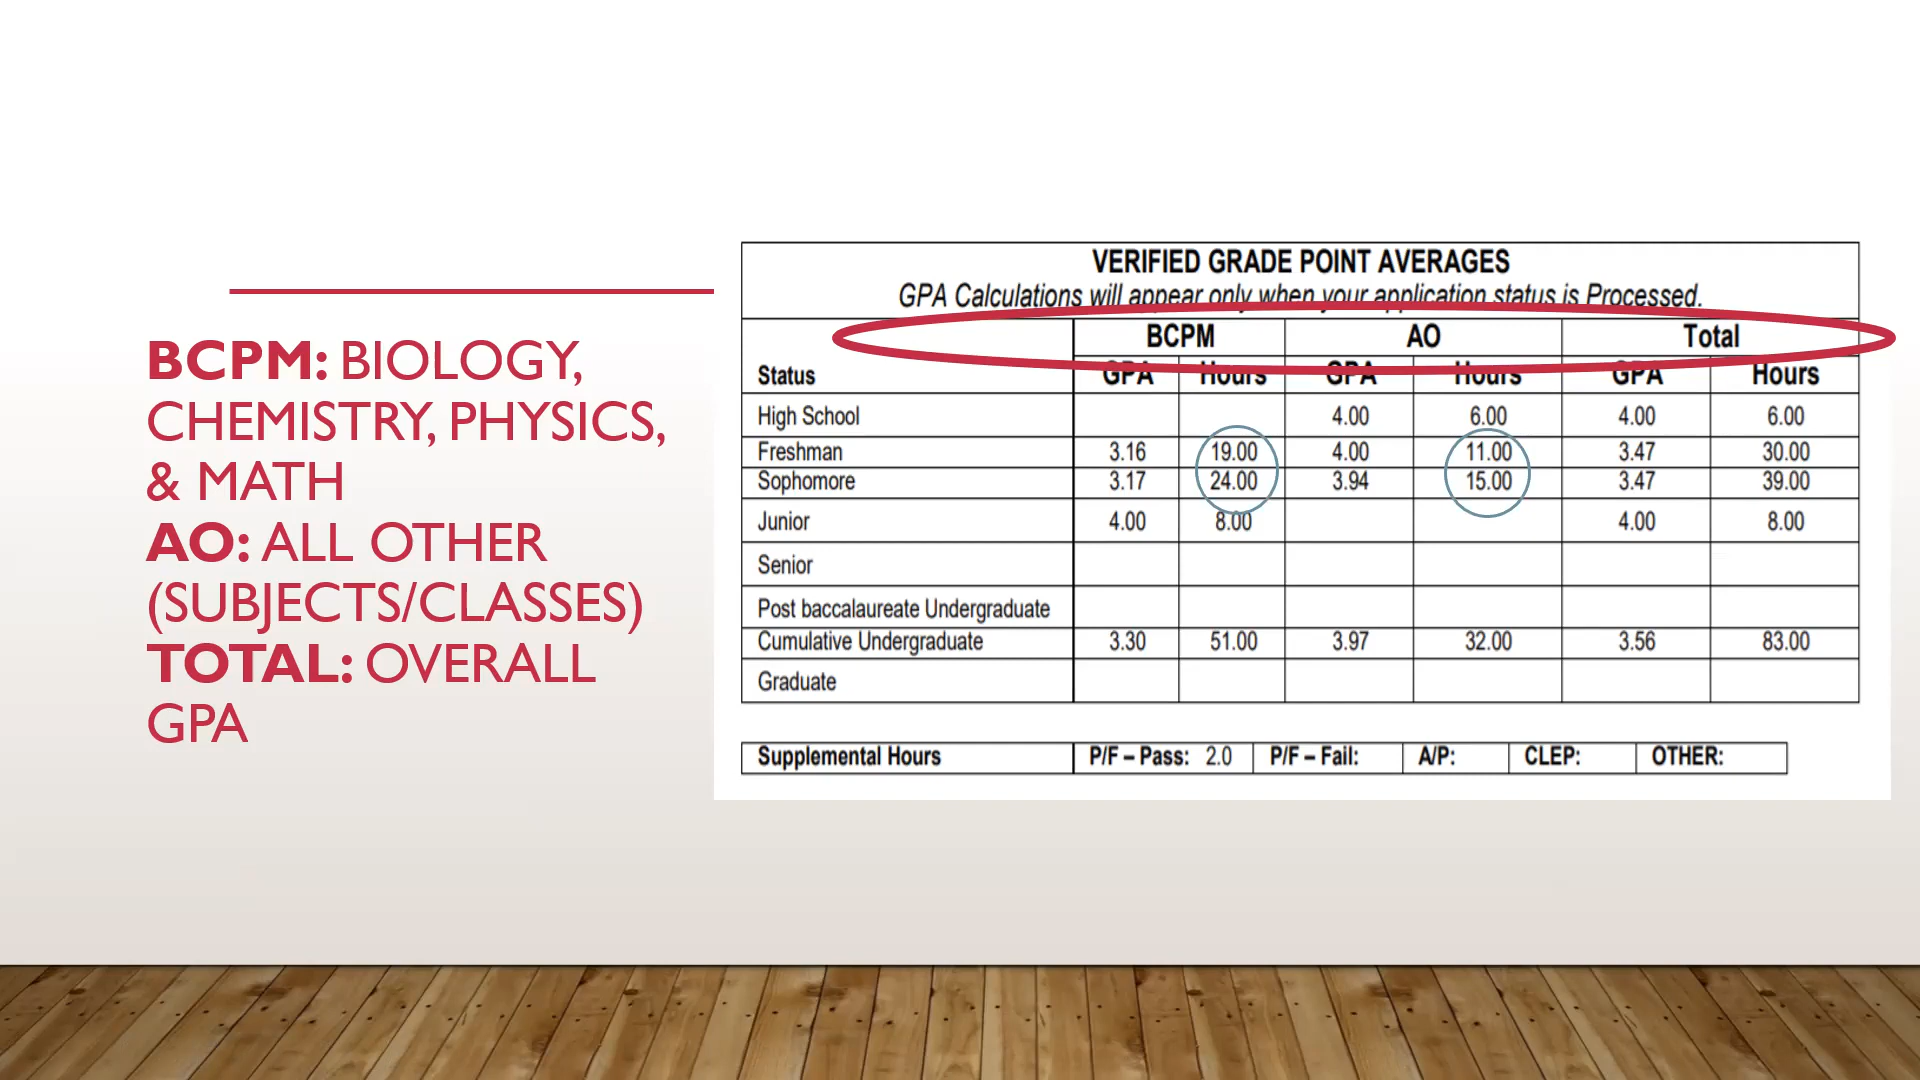 BCPM: BIOLOGY,
CHEMISTRY, PHYSICS,
& MATH
AO: ALL OTHER
(SUBJECTS/CLASSES)
TOTAL: OVERALL
GPA
VERIFIED GRADE POINT AVERAGES
GPA Calculations will appear only when your application status is Processed.
BCPM AO Total
Status GPA Hours GPA Hours GPA Hours
High School 4.00 6.00 4.00 6.00
Freshman 3.16 19.00 4.00 11.00 3.47 30.00
Sophomore 3.17 24.00 3.94 15.00 3.47 39.00
Junior 4.00 8.00 4.00 8.00
Senior
Post baccalaureate Undergraduate
Cumulative Undergraduate 3.30 51.00 3.97 32.00 3.56 83.00
Graduate
Supplemental Hours P/F – Pass: 2.0 P/F – Fail: A/P: CLEP: OTHER: